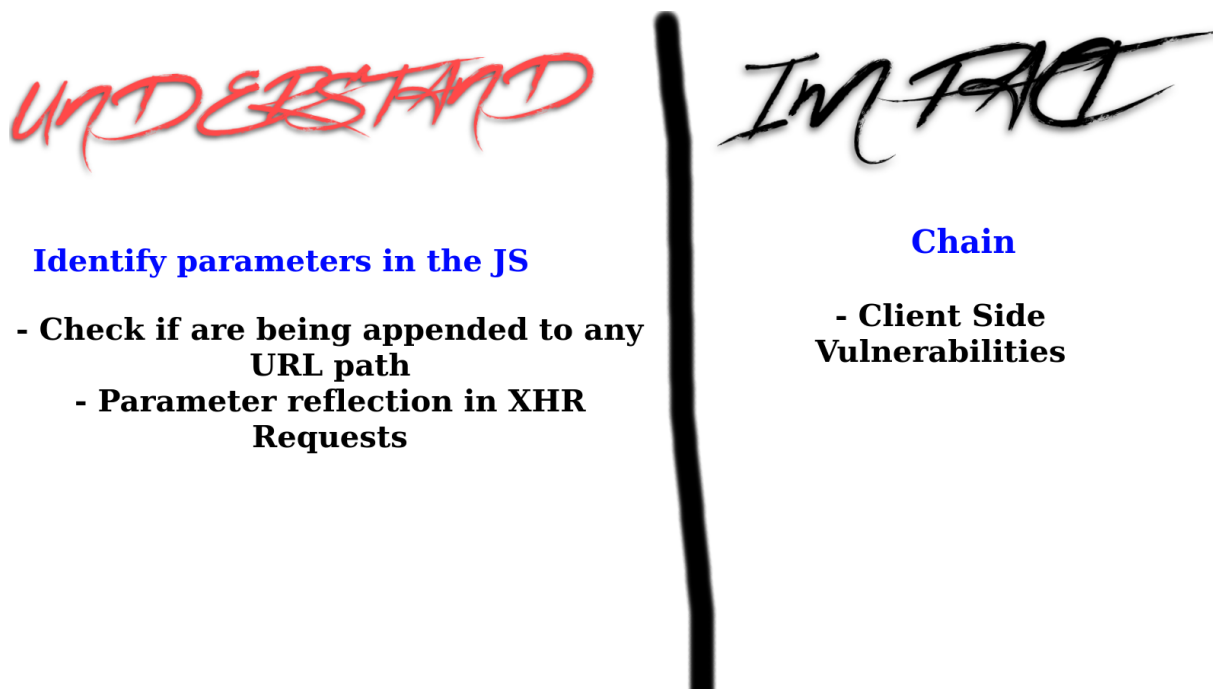 UNDERSTAND
IMPACT
Identify parameters in the JS
- Check if are being appended to any
URL path
- Parameter reflection in XHR
Requests
Chain
- Client Side
Vulnerabilities